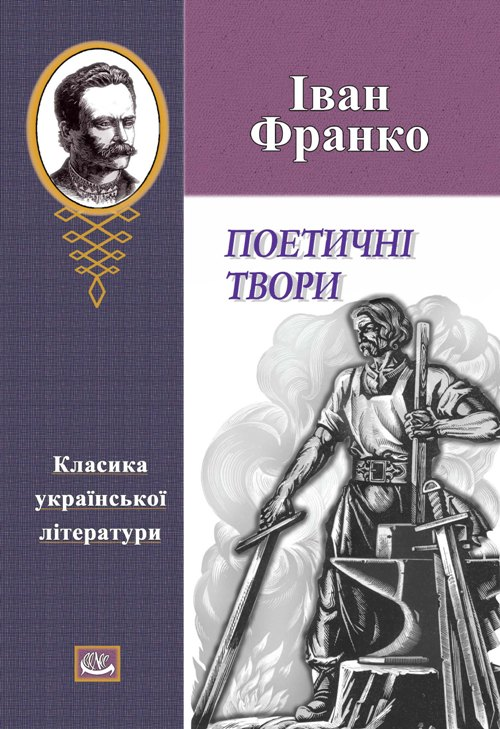 Іван
Франко
ПОЕТИЧНІ
ТВОРИ
Класика
української
літератури